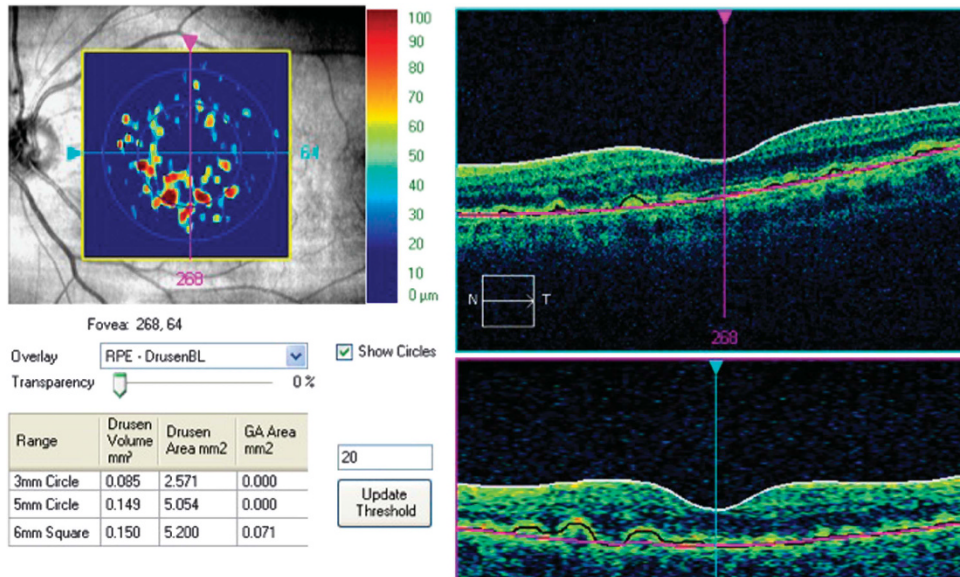 100
90
80
70
60
50
40
30
20
10
0 µm
64
268
Fovea: 268, 64
Overlay RPE - DrusenBL Show Circles
Transparency 0 %
Range Drusen Volume mm³ Drusen Area mm2 GA Area mm2
3mm Circle 0.085 2.571 0.000
5mm Circle 0.149 5.054 0.000
6mm Square 0.150 5.200 0.071
20
Update
Threshold
N T
268